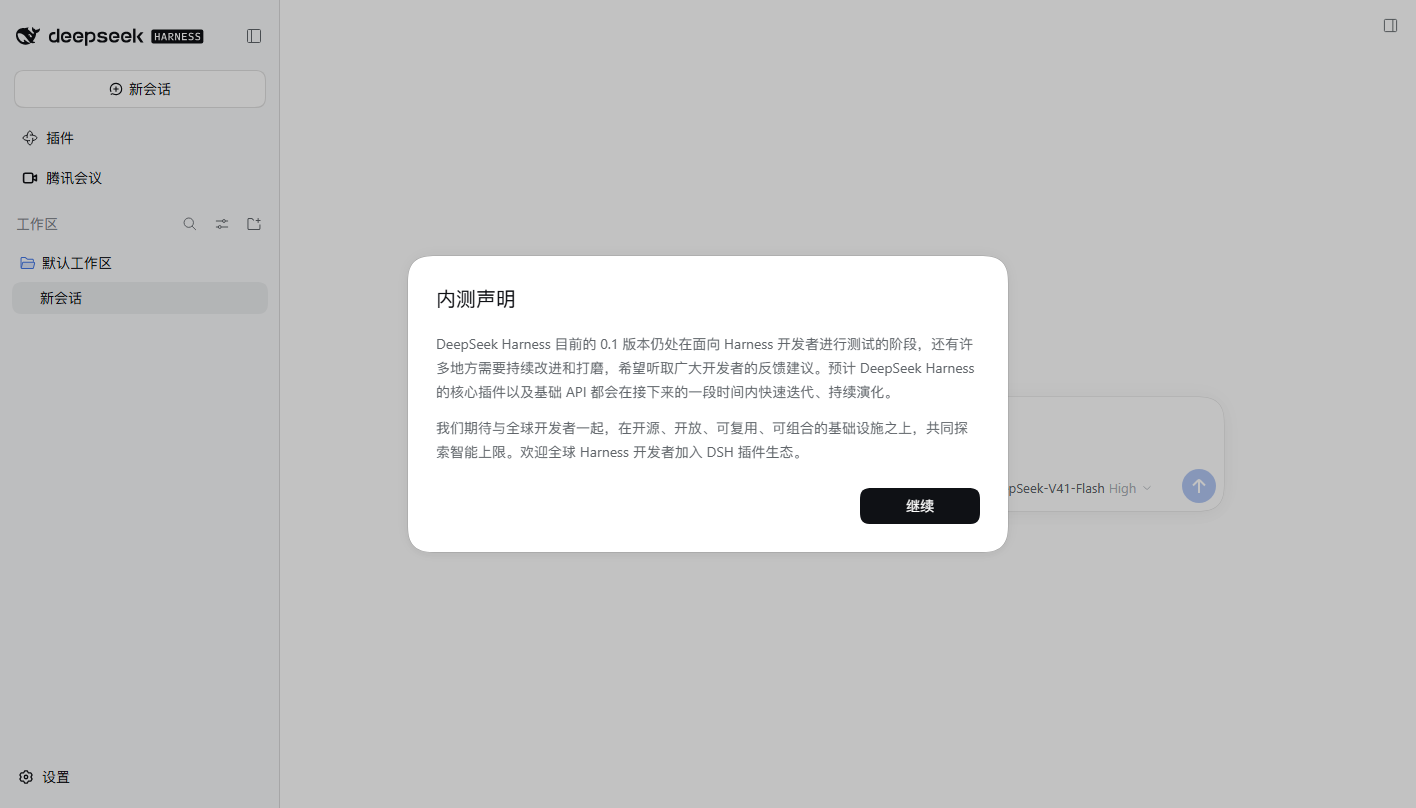 deepseek HARNESS
新会话
插件
腾讯会议
工作区
默认工作区
新会话
内测声明
DeepSeek Harness 目前的 0.1 版本仍处在面向 Harness 开发者进行测试的阶段，还有许
多地方需要持续改进和打磨，希望听取广大开发者的反馈建议。预计 DeepSeek Harness
的核心插件以及基础 API 都会在接下来的一段时间内快速迭代、持续演化。
我们期待与全球开发者一起，在开源、开放、可复用、可组合的基础设施之上，共同探
索智能上限。欢迎全球 Harness 开发者加入 DSH 插件生态。
pSeek-V41-Flash High
继续
设置